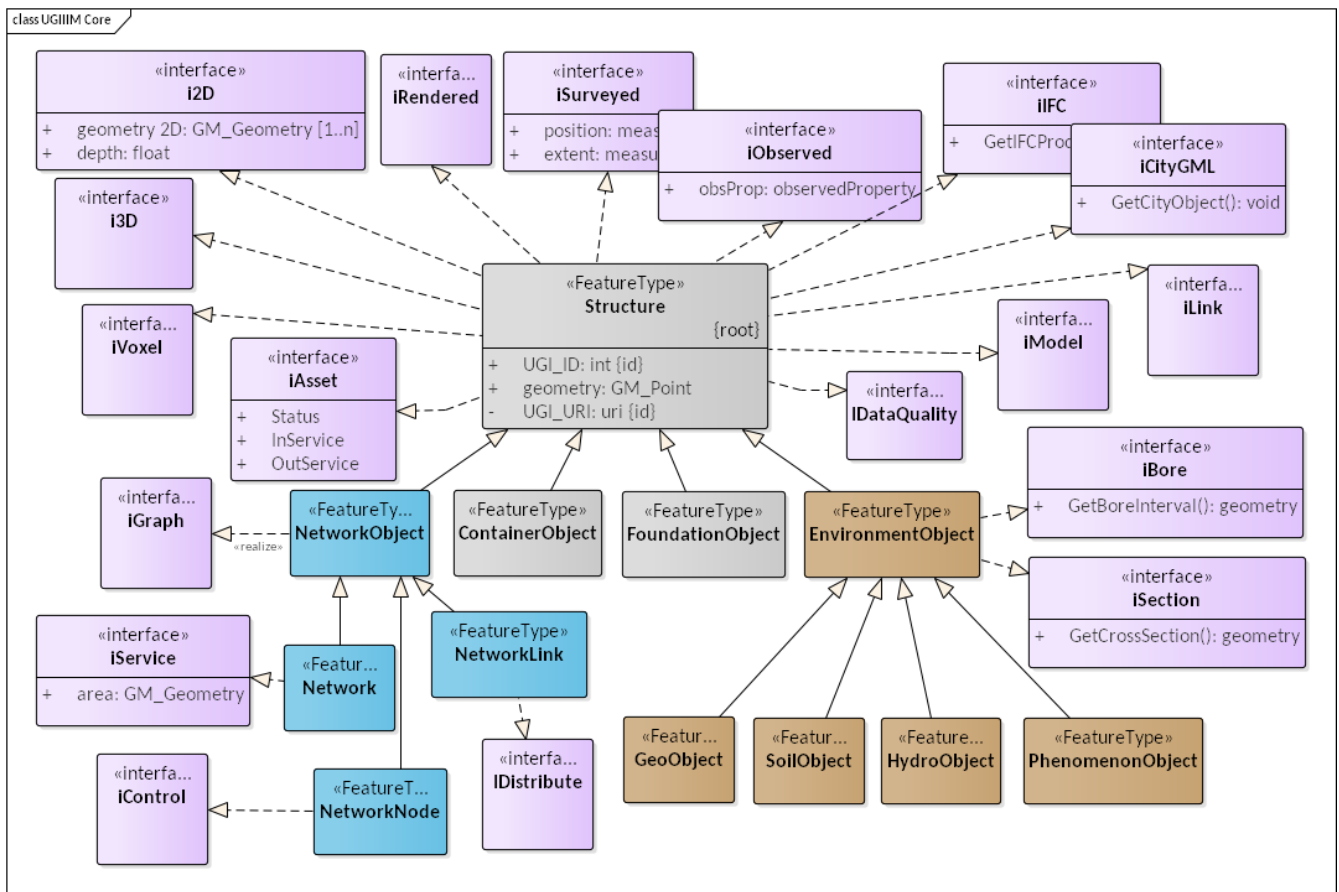 class UGIIIM Core
«interface»
i2D
+ geometry 2D: GM_Geometry [1..n]
+ depth: float
«interfa...
iRendered
«interface»
iSurveyed
+ position: meas
+ extent: measu
«interface»
iObserved
+ obsProp: observedProperty
«interface»
iIFC
+ GetIFCProd
«interface»
iCityGML
+ GetCityObject(): void
«interface»
i3D
«interfa...
iVoxel
«interface»
iAsset
+ Status
+ InService
+ OutService
«FeatureType»
Structure
{root}
+ UGI_ID: int {id}
+ geometry: GM_Point
- UGI_URI: uri {id}
«interfa...
iLink
«interfa...
iModel
«interfa...
IDataQuality
«interface»
iBore
+ GetBoreInterval(): geometry
«interface»
iSection
+ GetCrossSection(): geometry
«interfa...
iGraph
«realize»
«FeatureTy...
NetworkObject
«FeatureType»
ContainerObject
«FeatureType»
FoundationObject
«FeatureType»
EnvironmentObject
«interface»
iService
+ area: GM_Geometry
«Featur...
Network
«FeatureType»
NetworkLink
«interfa...
iControl
«FeatureT...
NetworkNode
«interfa...
IDistribute
«Featur...
GeoObject
«Featur...
SoilObject
«Feature...
HydroObject
«FeatureType»
PhenomenonObject